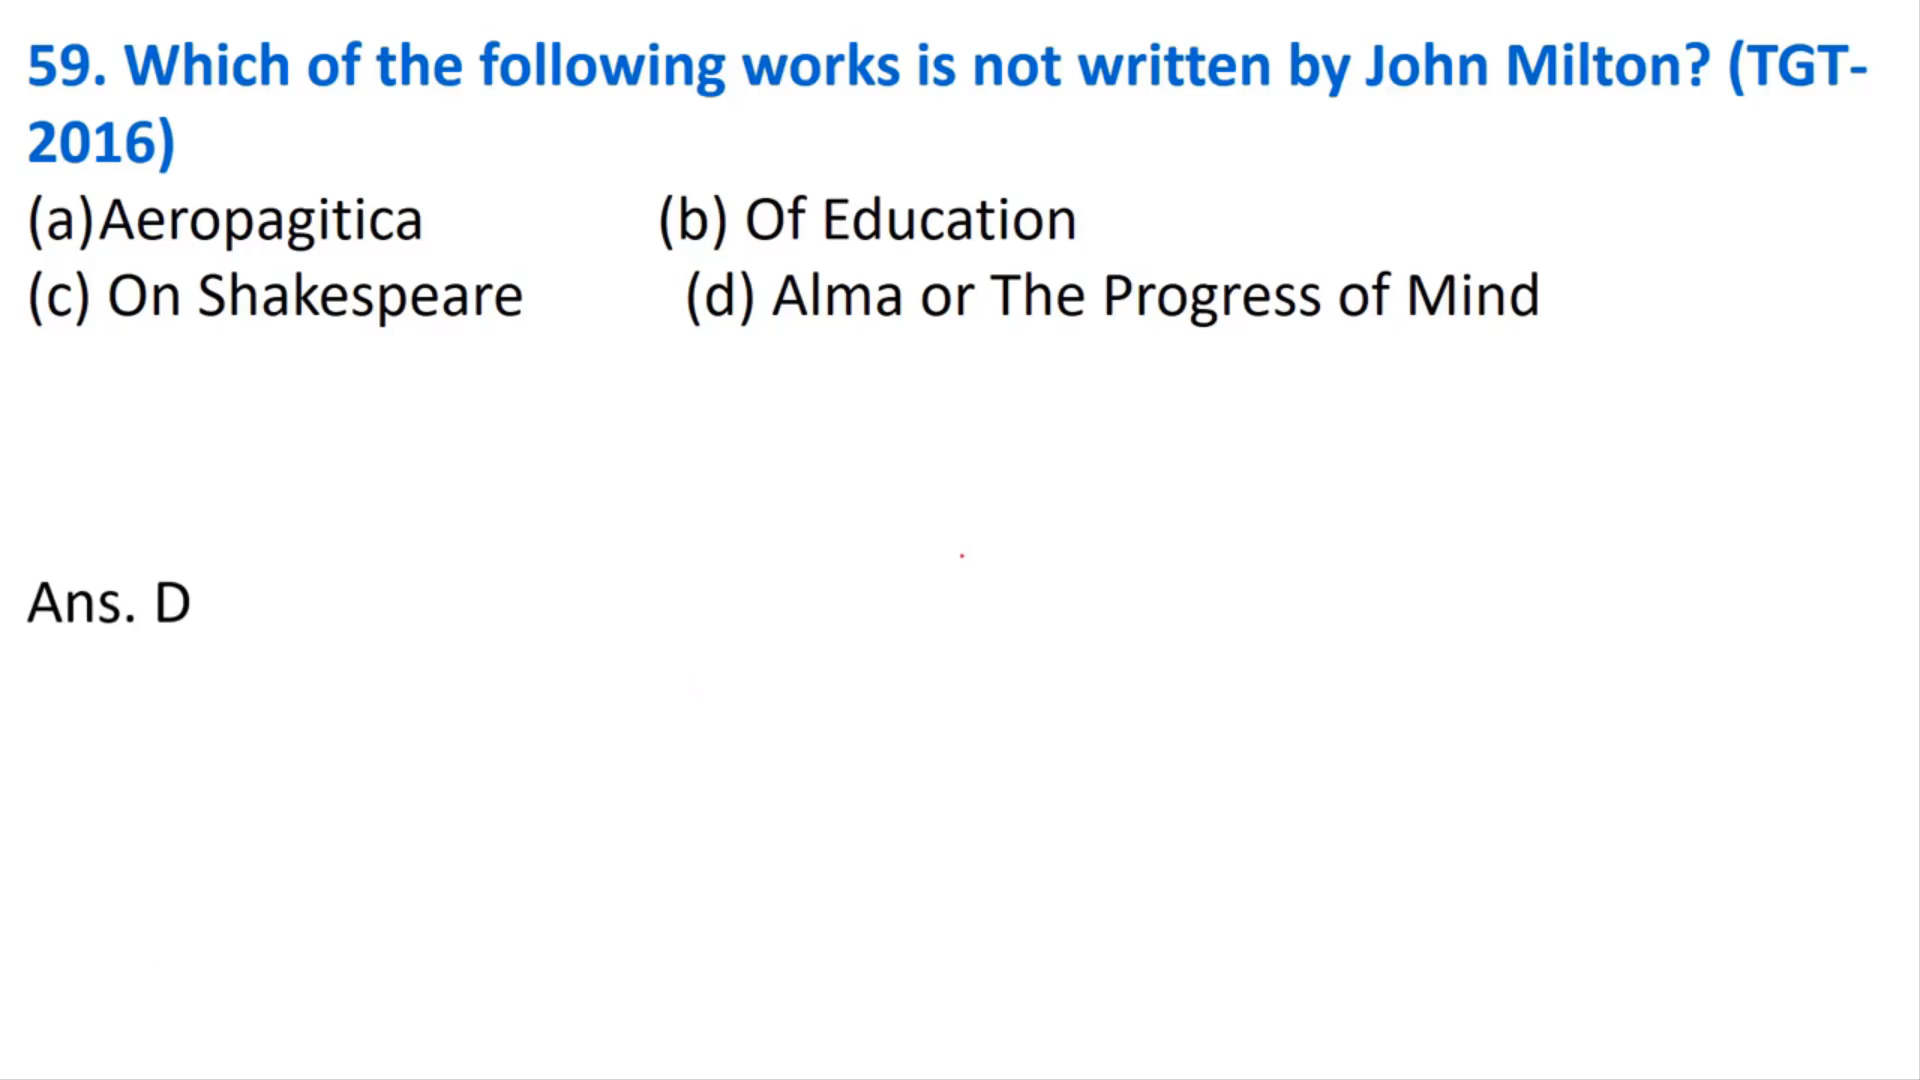 59. Which of the following works is not written by John Milton? (TGT-
2016)
(a)Aeropagitica (b) Of Education
(c) On Shakespeare (d) Alma or The Progress of Mind
Ans. D